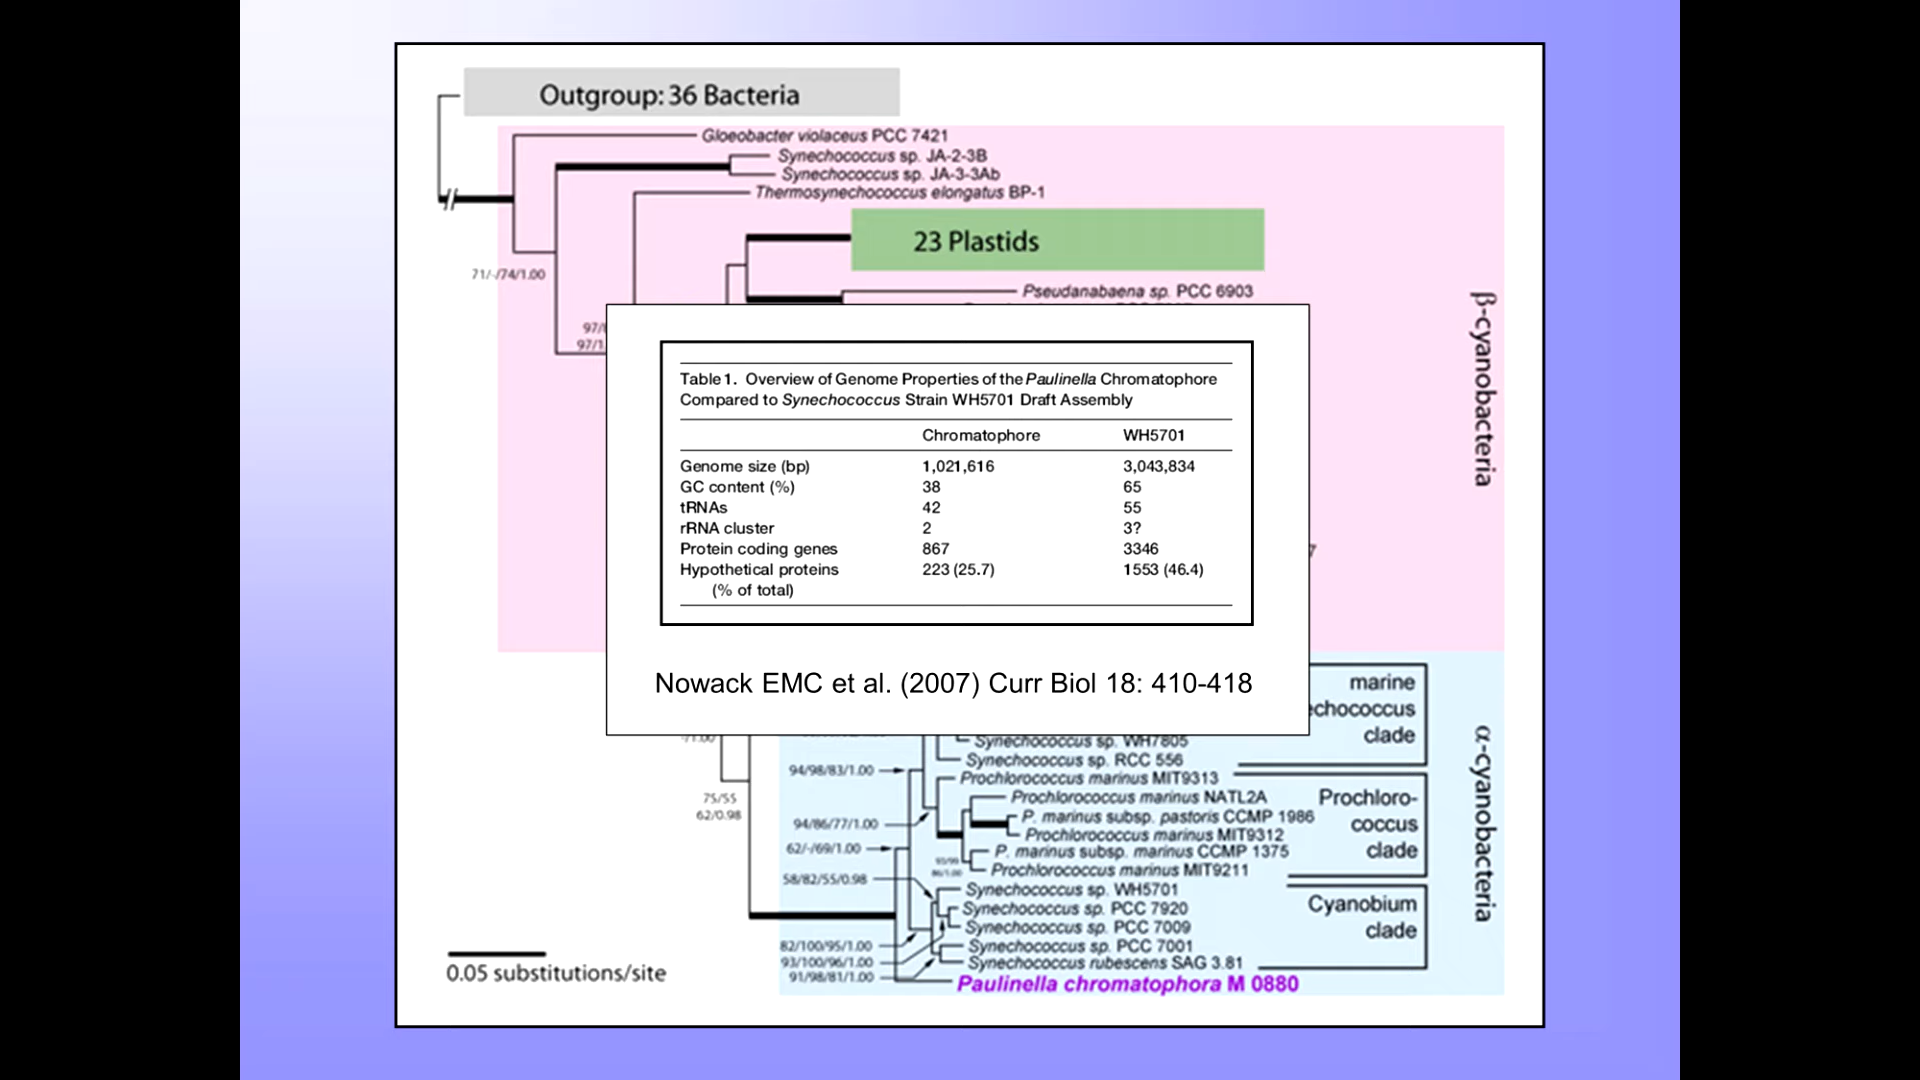 Outgroup: 36 Bacteria
Gloeobacter violaceus PCC 7421
Synechococcus sp. JA-2-3B
Synechococcus sp. JA-3-3Ab
Thermosynechococcus elongatus BP-1
23 Plastids
71/-/74/1.00
Pseudanabaena sp. PCC 6903
97/
97/1
β-cyanobacteria
Table 1. Overview of Genome Properties of the Paulinella Chromatophore
Compared to Synechococcus Strain WH5701 Draft Assembly
Chromatophore WH5701
Genome size (bp) 1,021,616 3,043,834
GC content (%) 38 65
tRNAs 42 55
rRNA cluster 2 3?
Protein coding genes 867 3346
Hypothetical proteins 223 (25.7) 1553 (46.4)
(% of total)
Nowack EMC et al. (2007) Curr Biol 18: 410-418
marine
echococcus
clade
Synechococcus sp. WH7805
Synechococcus sp. RCC 556
94/98/83/1.00
Prochlorococcus marinus MIT9313
Prochlorococcus marinus NATL2A
Prochloro-
coccus
clade
75/55
62/0.98
P. marinus subsp. pastoris CCMP 1986
94/86/77/1.00
Prochlorococcus marinus MIT9312
62/-/69/1.00
P. marinus subsp. marinus CCMP 1375
Prochlorococcus marinus MIT9211
58/82/55/0.98
Synechococcus sp. WH5701
Synechococcus sp. PCC 7920
Cyanobium
clade
Synechococcus sp. PCC 7009
82/100/95/1.00
Synechococcus sp. PCC 7001
93/100/96/1.00
Synechococcus rubescens SAG 3.81
91/98/81/1.00
Paulinella chromatophora M 0880
α-cyanobacteria
0.05 substitutions/site